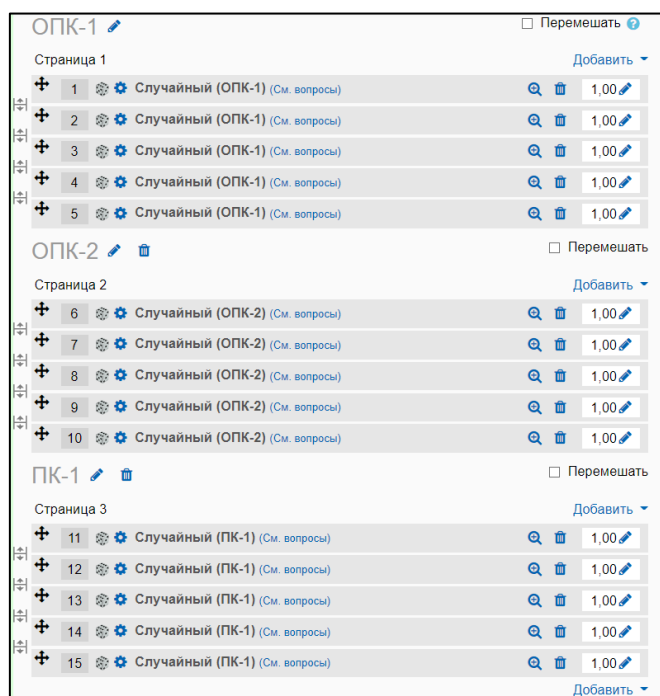 ОПК-1 Перемешать
Страница 1 Добавить
1 Случайный (ОПК-1) (См. вопросы) 1,00
2 Случайный (ОПК-1) (См. вопросы) 1,00
3 Случайный (ОПК-1) (См. вопросы) 1,00
4 Случайный (ОПК-1) (См. вопросы) 1,00
5 Случайный (ОПК-1) (См. вопросы) 1,00
ОПК-2 Перемешать
Страница 2 Добавить
6 Случайный (ОПК-2) (См. вопросы) 1,00
7 Случайный (ОПК-2) (См. вопросы) 1,00
8 Случайный (ОПК-2) (См. вопросы) 1,00
9 Случайный (ОПК-2) (См. вопросы) 1,00
10 Случайный (ОПК-2) (См. вопросы) 1,00
ПК-1 Перемешать
Страница 3 Добавить
11 Случайный (ПК-1) (См. вопросы) 1,00
12 Случайный (ПК-1) (См. вопросы) 1,00
13 Случайный (ПК-1) (См. вопросы) 1,00
14 Случайный (ПК-1) (См. вопросы) 1,00
15 Случайный (ПК-1) (См. вопросы) 1,00
Добавить